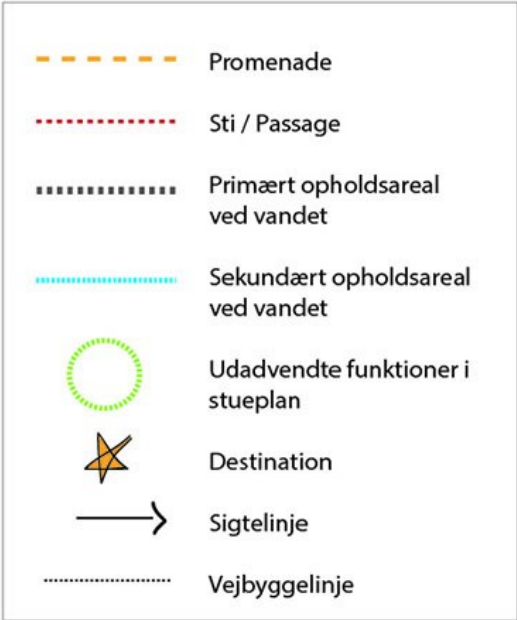 Promenade
Sti / Passage
Primært opholdsareal
ved vandet
Sekundært opholdsareal
ved vandet
Udadvendte funktioner i
stueplan
Destination
Sigtelinje
Vejbyggelinje